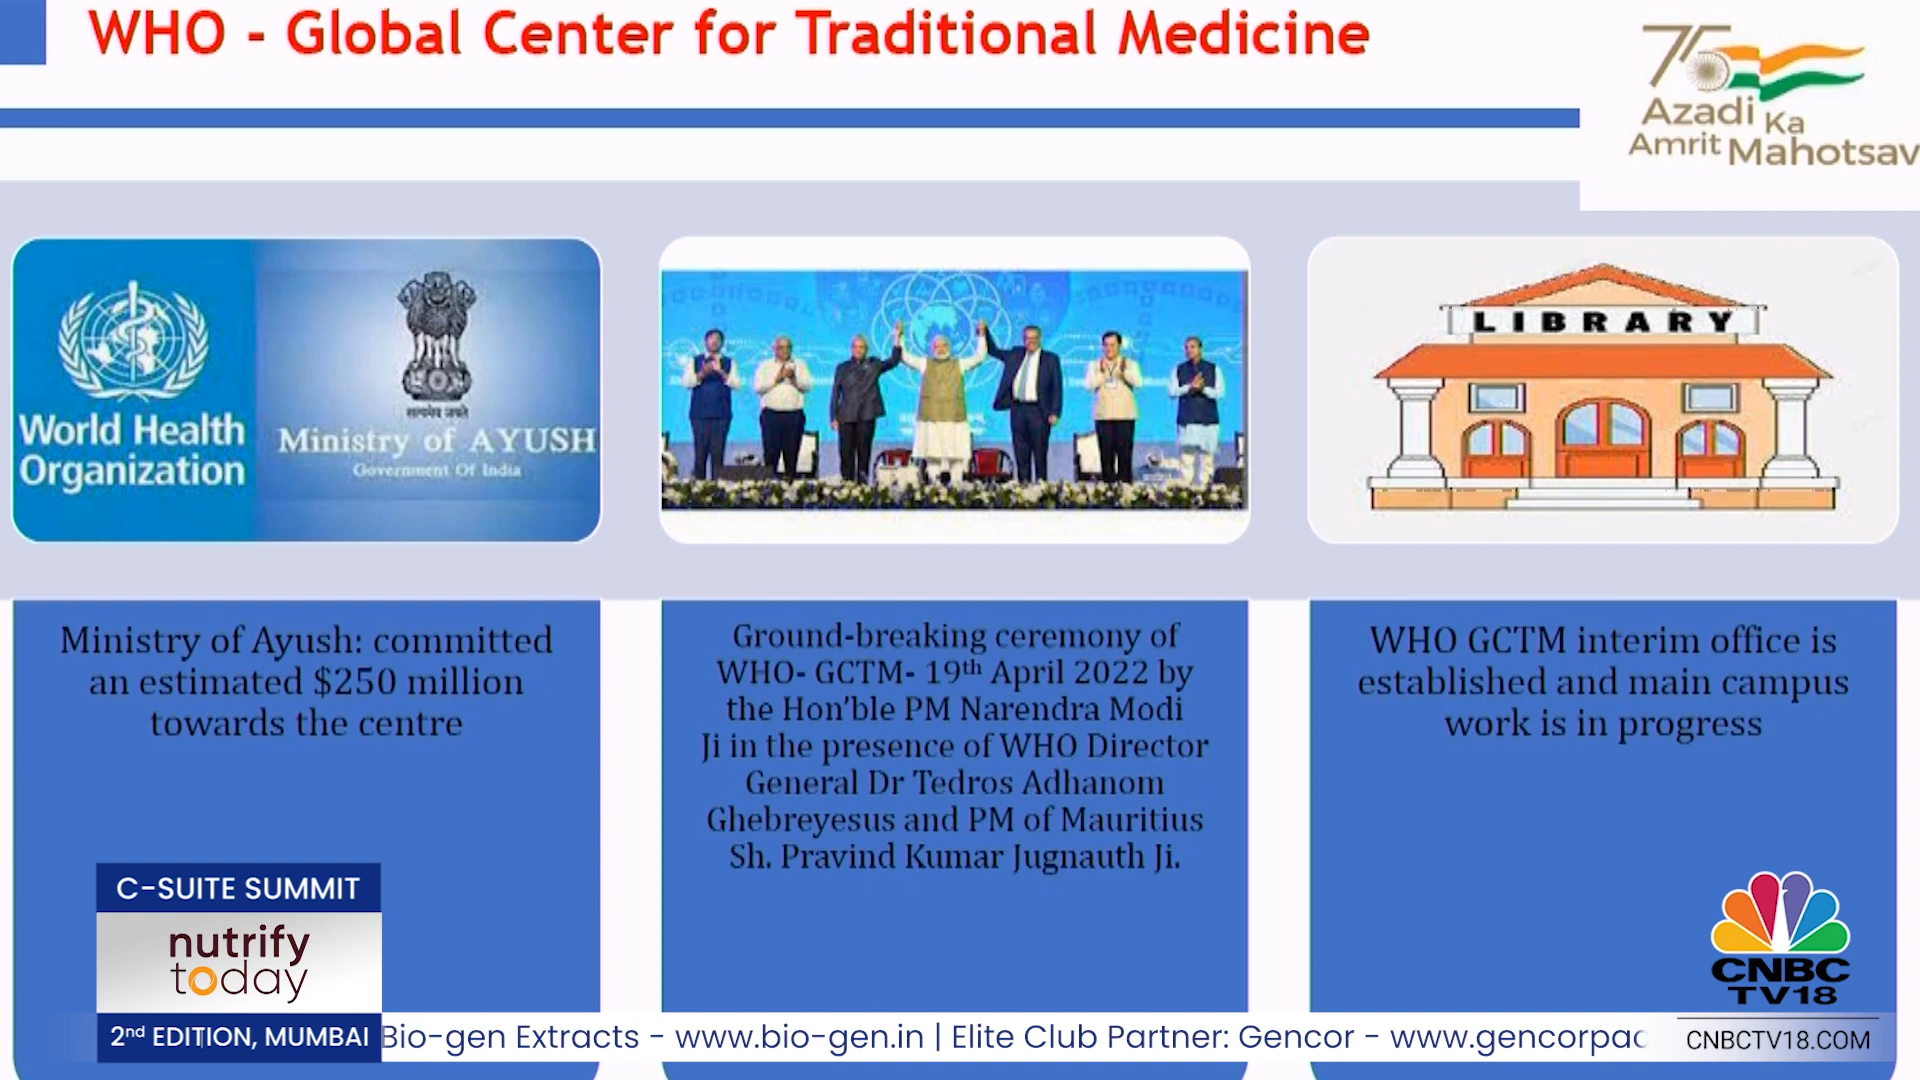 WHO - Global Center for Traditional Medicine
75
Azadi Ka
Amrit Mahotsav
World Health
Organization
सत्यमेव जयते
Ministry of AYUSH
Government Of India
LIBRARY
Ministry of Ayush: committed
an estimated $250 million
towards the centre
Ground-breaking ceremony of
WHO- GCTM- 19th April 2022 by
the Hon’ble PM Narendra Modi
Ji in the presence of WHO Director
General Dr Tedros Adhanom
Ghebreyesus and PM of Mauritius
Sh. Pravind Kumar Jugnauth Ji.
WHO GCTM interim office is
established and main campus
work is in progress
C-SUITE SUMMIT
nutrify
today
2nd EDITION, MUMBAI
Bio-gen Extracts - www.bio-gen.in | Elite Club Partner: Gencor - www.gencorpac
CNBC
TV18
CNBCTV18.COM